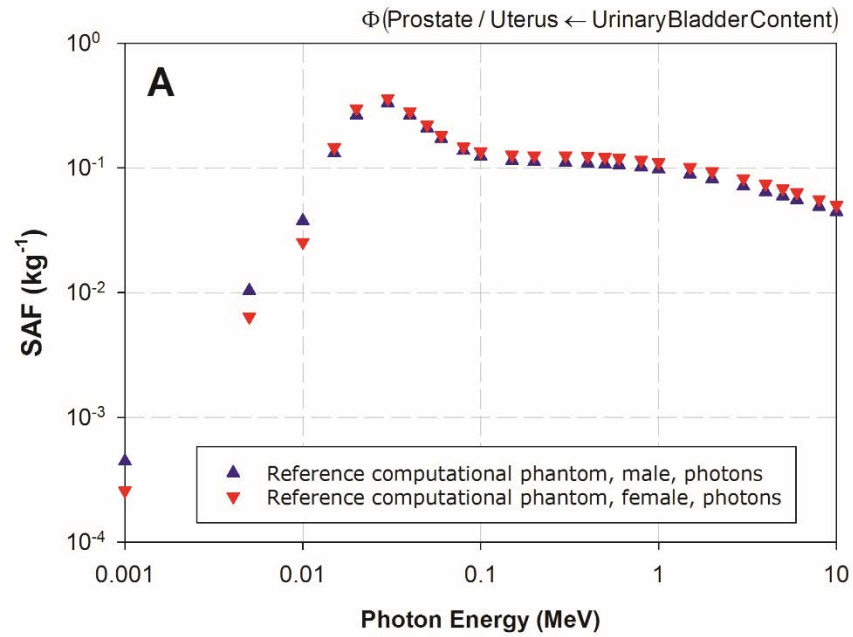 Φ(Prostate / Uterus ← UrinaryBladderContent)
A
10⁰
10⁻¹
10⁻²
10⁻³
10⁻⁴
SAF (kg⁻¹)
Reference computational phantom, male, photons
Reference computational phantom, female, photons
0.001 0.01 0.1 1 10
Photon Energy (MeV)